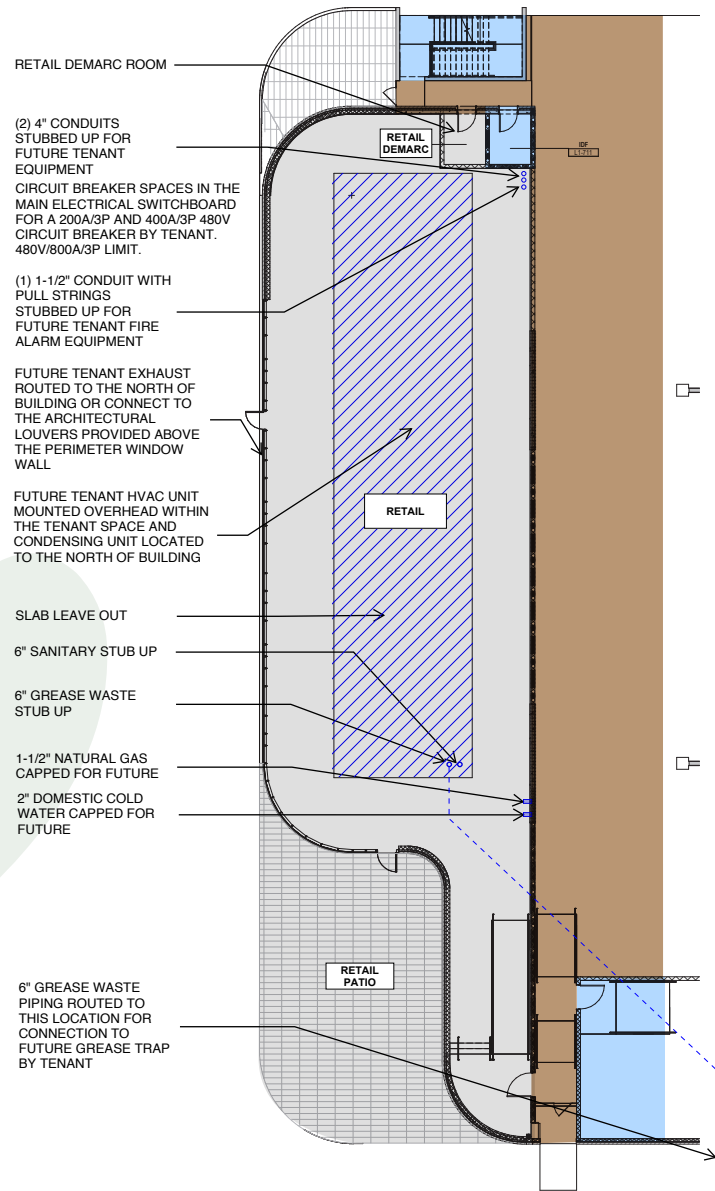 RETAIL DEMARC ROOM
(2) 4" CONDUITS
STUBBED UP FOR
FUTURE TENANT
EQUIPMENT
CIRCUIT BREAKER SPACES IN THE
MAIN ELECTRICAL SWITCHBOARD
FOR A 200A/3P AND 400A/3P 480V
CIRCUIT BREAKER BY TENANT.
480V/800A/3P LIMIT.
(1) 1-1/2" CONDUIT WITH
PULL STRINGS
STUBBED UP FOR
FUTURE TENANT FIRE
ALARM EQUIPMENT
FUTURE TENANT EXHAUST
ROUTED TO THE NORTH OF
BUILDING OR CONNECT TO
THE ARCHITECTURAL
LOUVERS PROVIDED ABOVE
THE PERIMETER WINDOW
WALL
FUTURE TENANT HVAC UNIT
MOUNTED OVERHEAD WITHIN
THE TENANT SPACE AND
CONDENSING UNIT LOCATED
TO THE NORTH OF BUILDING
SLAB LEAVE OUT
6" SANITARY STUB UP
6" GREASE WASTE
STUB UP
1-1/2" NATURAL GAS
CAPPED FOR FUTURE
2" DOMESTIC COLD
WATER CAPPED FOR
FUTURE
6" GREASE WASTE
PIPING ROUTED TO
THIS LOCATION FOR
CONNECTION TO
FUTURE GREASE TRAP
BY TENANT
RETAIL
DEMARC
IDF
L1-711
RETAIL
RETAIL
PATIO